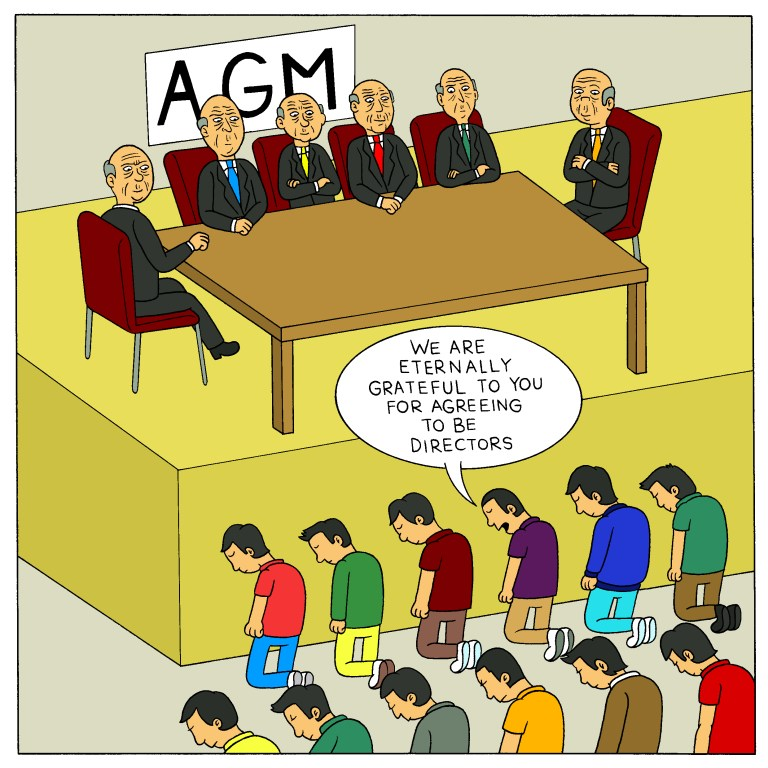 AGM
WE ARE
ETERNALLY
GRATEFUL TO YOU
FOR AGREEING
TO BE
DIRECTORS